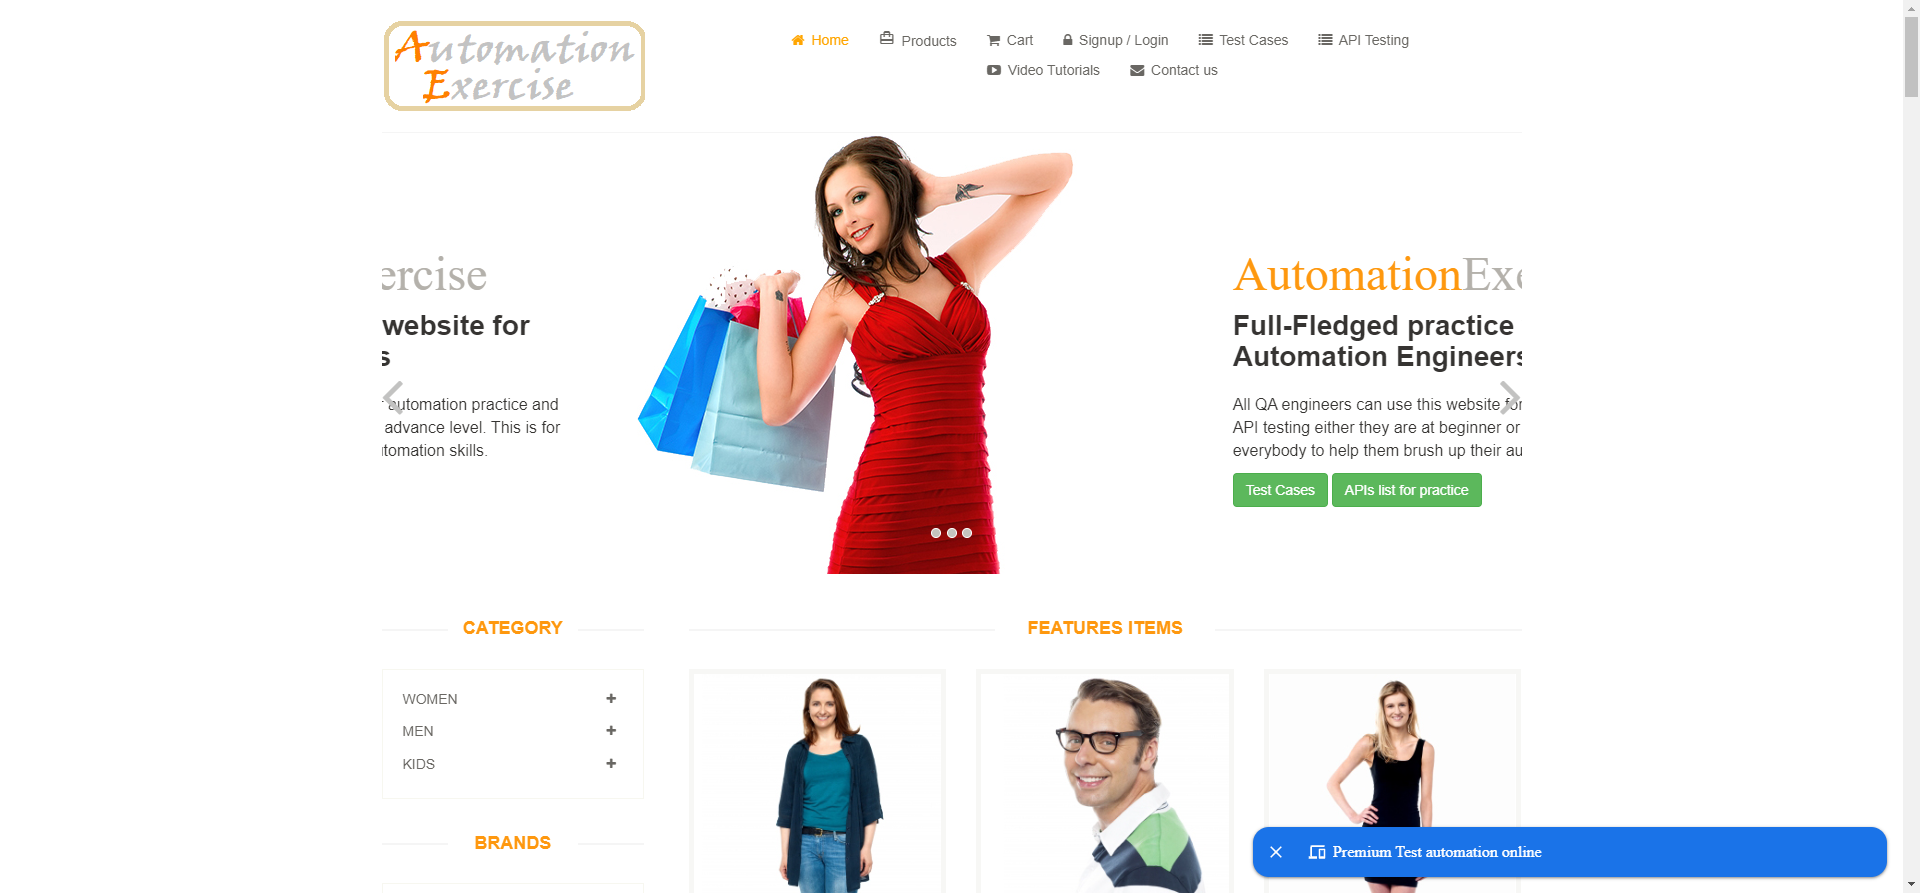 Automation
Exercise
Home Products Cart Signup / Login Test Cases API Testing
Video Tutorials Contact us
ercise
website for
s
automation practice and
advance level. This is for
tomation skills.
AutomationExe
Full-Fledged practice
Automation Engineers
All QA engineers can use this website for
API testing either they are at beginner or
everybody to help them brush up their au
Test Cases APIs list for practice
CATEGORY
WOMEN
MEN
KIDS
BRANDS
FEATURES ITEMS
Premium Test automation online